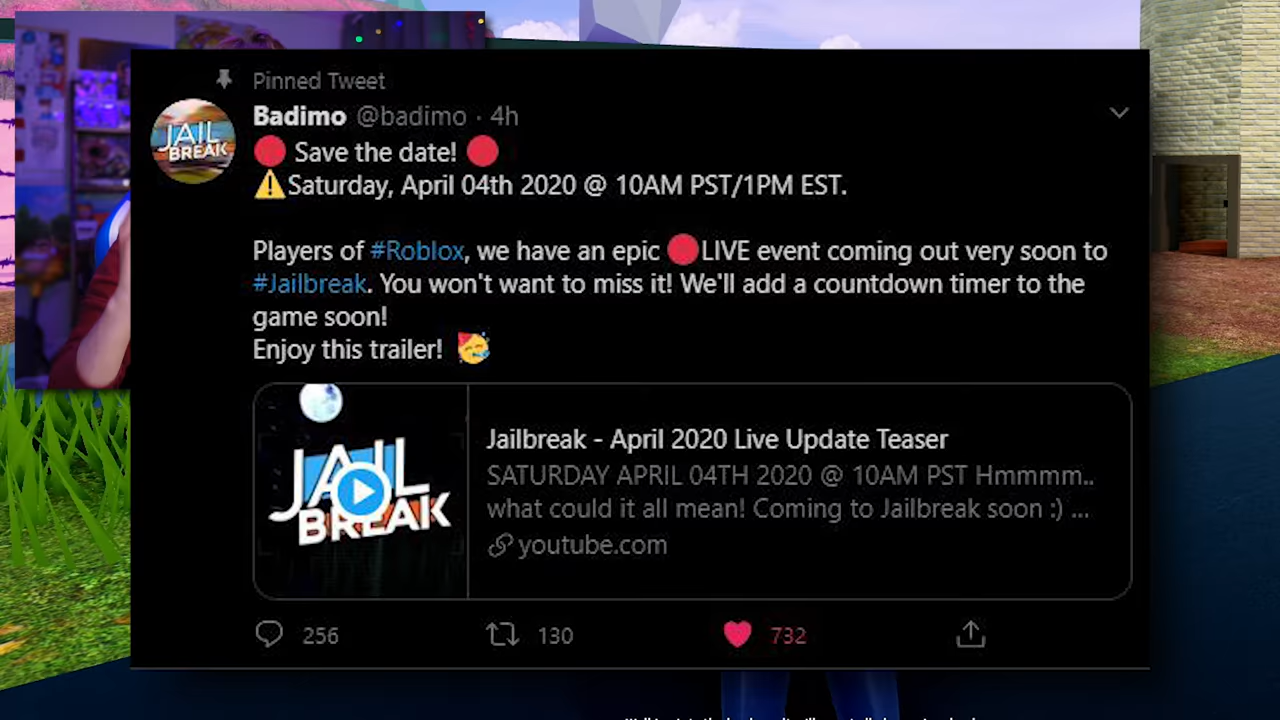 Pinned Tweet
Badimo @badimo · 4h
🔴 Save the date! 🔴
⚠️Saturday, April 04th 2020 @ 10AM PST/1PM EST.
Players of #Roblox, we have an epic 🔴LIVE event coming out very soon to
#Jailbreak. You won't want to miss it! We'll add a countdown timer to the
game soon!
Enjoy this trailer! 🥳
JAIL
BREAK
JAIL
BREAK
Jailbreak - April 2020 Live Update Teaser
SATURDAY APRIL 04TH 2020 @ 10AM PST Hmmmm..
what could it all mean! Coming to Jailbreak soon :) ...
youtube.com
256 130 732